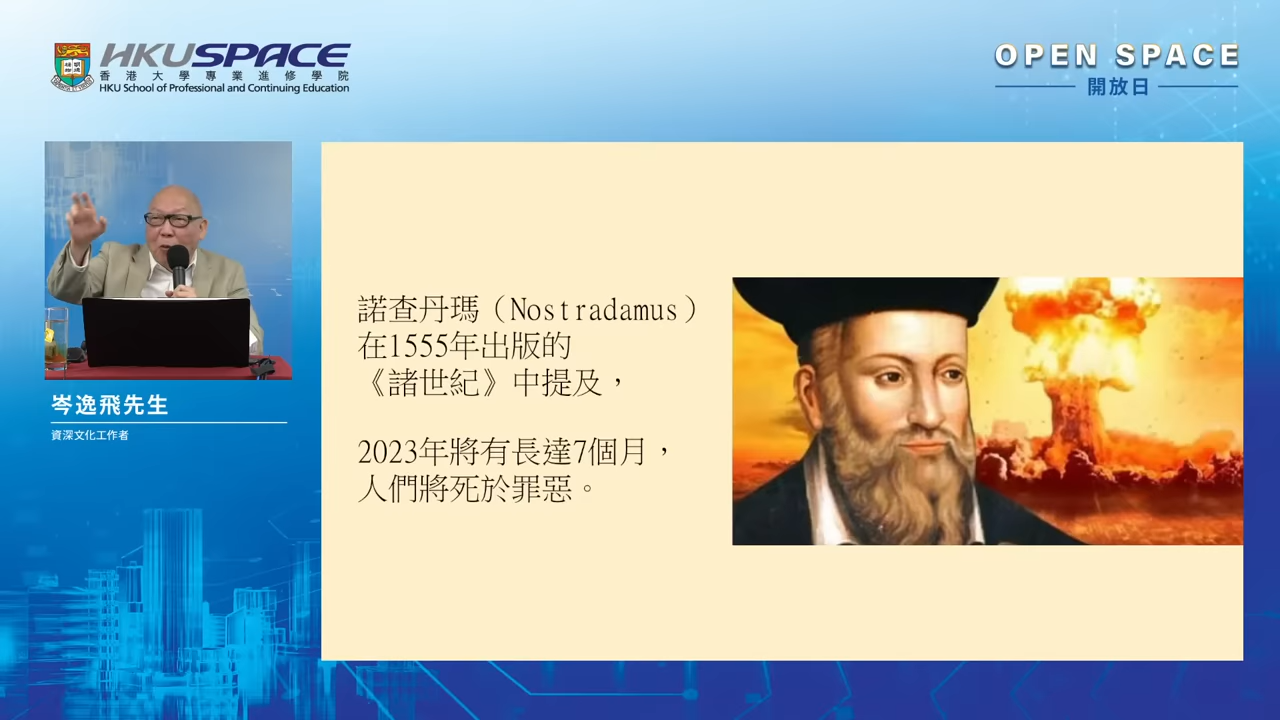 HKUSPACE
香港大學專業進修學院
HKU School of Professional and Continuing Education
OPEN SPACE
開放日
諾查丹瑪（Nostradamus）
在1555年出版的
《諸世紀》中提及，
2023年將有長達7個月，
人們將死於罪惡。
岑逸飛先生
資深文化工作者